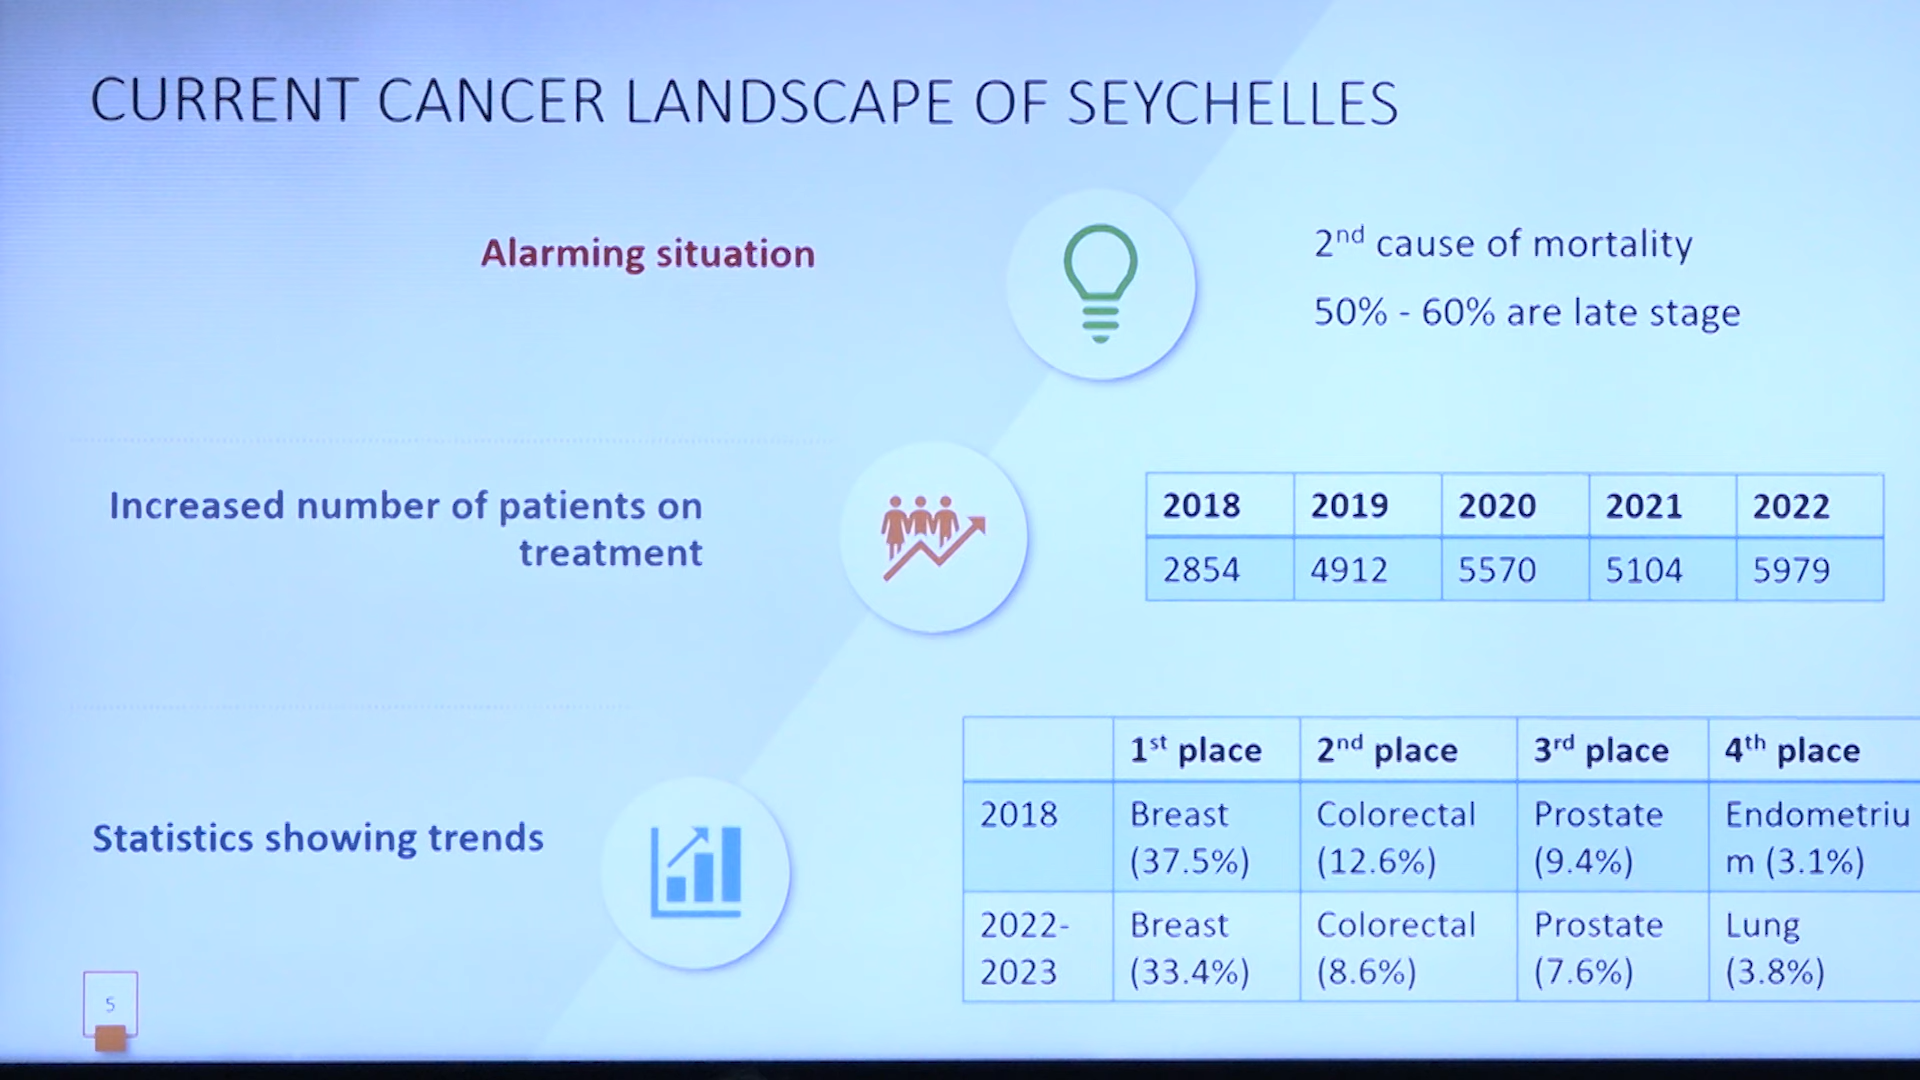 CURRENT CANCER LANDSCAPE OF SEYCHELLES
Alarming situation
2nd cause of mortality
50% - 60% are late stage
Increased number of patients on
treatment
2018 2019 2020 2021 2022
2854 4912 5570 5104 5979
Statistics showing trends
1st place 2nd place 3rd place 4th place
2018 Breast Colorectal Prostate Endometriu
(37.5%) (12.6%) (9.4%) m (3.1%)
2022- Breast Colorectal Prostate Lung
2023 (33.4%) (8.6%) (7.6%) (3.8%)
5